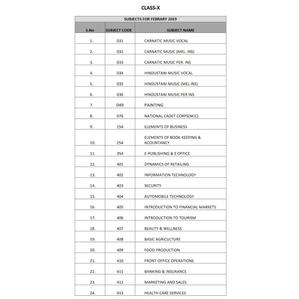 CLASS-X
SUBJECTS FOR FEBRARY 2019
S.No SUBJECT CODE SUBJECT NAME
1. 031 CARNATIC MUSIC VOCAL
2. 032 CARNATIC MUSIC (MEL. INS)
3. 033 CARNATIC MUSIC PER. INS
4. 034 HINDUSTANI MUSIC VOCAL
5. 035 HINDUSTANI MUSIC (MEL INS)
6. 036 HINDUSTANI MUSIC PER INS
7. 049 PAINTING
8. 076 NATIONAL CADET CORPS(NCC)
9. 154 ELEMENTS OF BUSINESS
10. 254 ELEMENTS OF BOOK-KEEPING &
ACCOUNTANCY
11. 354 E PUBLISHING & E OFFICE
12. 401 DYNAMICS OF RETAILING
13. 402 INFORMATION TECHNOLOGY
14. 403 SECURITY
15. 404 AUTOMOBILE TECHNOLOGY
16. 405 INTRODUCTION TO FINANCIAL MARKETS
17. 406 INTRODUCTION TO TOURISM
18. 407 BEAUTY & WELLNESS
19. 408 BASIC AGRICULTURE
20. 409 FOOD PRODUCTION
21. 410 FRONT OFFICE OPERATIONS
22. 411 BANKING & INSURANCE
23. 412 MARKETING AND SALES
24. 413 HEALTH CARE SERVICES